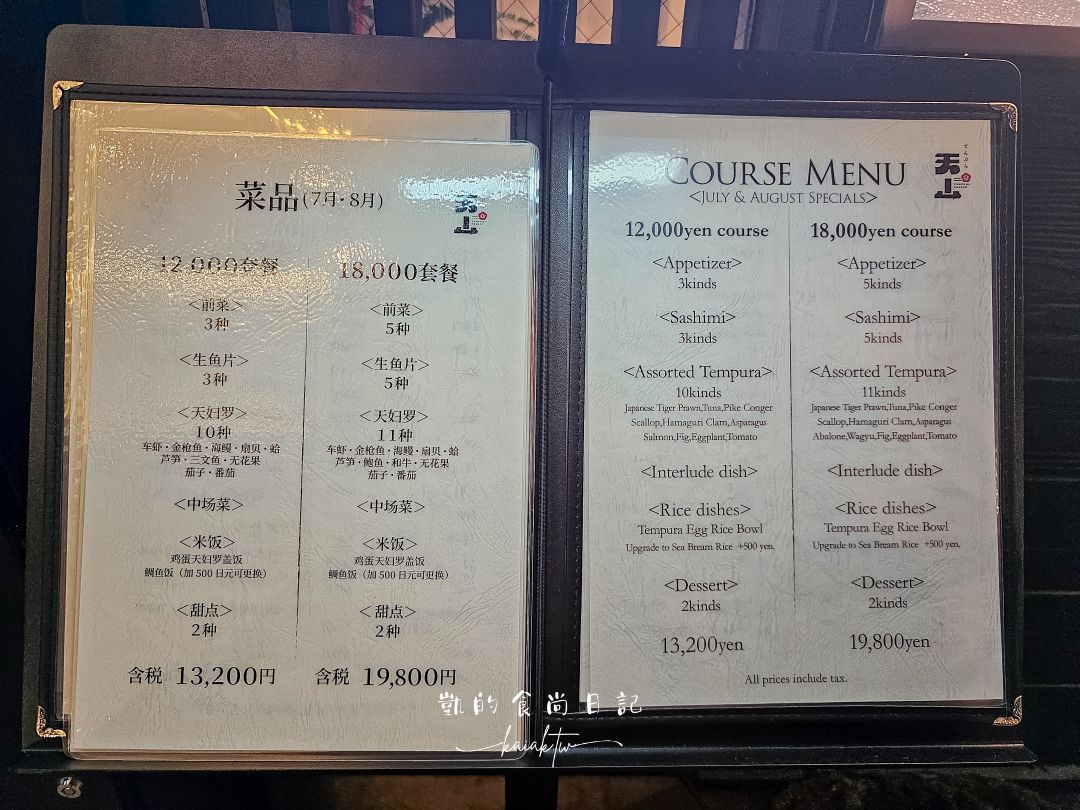 菜品(7月·8月)
天山
12,000套餐
<前菜>
3种
<生鱼片>
3种
<天妇罗>
10种
车虾·金枪鱼·海鳗·扇贝·蛤
芦笋·三文鱼·无花果
茄子·番茄
<中场菜>
<米饭>
鸡蛋天妇罗盖饭
鲷鱼饭（加 500 日元可更换）
<甜点>
2种
含税 13,200円
18,000套餐
<前菜>
5种
<生鱼片>
5种
<天妇罗>
11种
车虾·金枪鱼·海鳗·扇贝·蛤
芦笋·鲍鱼·和牛·无花果
茄子·番茄
<中场菜>
<米饭>
鸡蛋天妇罗盖饭
鲷鱼饭（加 500 日元可更换）
<甜点>
2种
含税 19,800円
COURSE MENU
<JULY & AUGUST SPECIALS>
てんぷら
天山
12,000yen course
<Appetizer>
3kinds
<Sashimi>
3kinds
<Assorted Tempura>
10kinds
Japanese Tiger Prawn,Tuna,Pike Conger
Scallop,Hamaguri Clam,Asparagus
Salmon,Fig,Eggplant,Tomato
<Interlude dish>
<Rice dishes>
Tempura Egg Rice Bowl
Upgrade to Sea Bream Rice +500 yen.
<Dessert>
2kinds
13,200yen
18,000yen course
<Appetizer>
5kinds
<Sashimi>
5kinds
<Assorted Tempura>
11kinds
Japanese Tiger Prawn,Tuna,Pike Conger
Scallop,Hamaguri Clam,Asparagus
Abalone,Wagyu,Fig,Eggplant,Tomato
<Interlude dish>
<Rice dishes>
Tempura Egg Rice Bowl
Upgrade to Sea Bream Rice +500 yen.
<Dessert>
2kinds
19,800yen
All prices include tax.
凱的食尚日記
kaiaktw